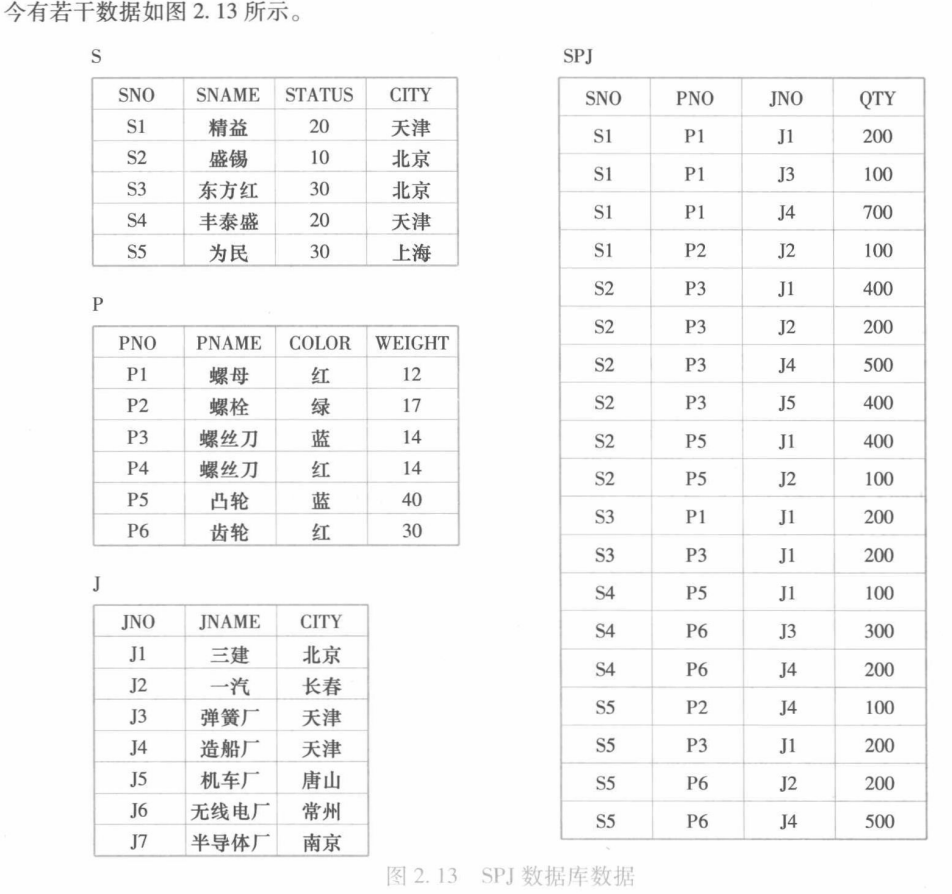 今有若干数据如图 2.13 所示。
S
SNO SNAME STATUS CITY
S1 精益 20 天津
S2 盛锡 10 北京
S3 东方红 30 北京
S4 丰泰盛 20 天津
S5 为民 30 上海
P
PNO PNAME COLOR WEIGHT
P1 螺母 红 12
P2 螺栓 绿 17
P3 螺丝刀 蓝 14
P4 螺丝刀 红 14
P5 凸轮 蓝 40
P6 齿轮 红 30
J
JNO JNAME CITY
J1 三建 北京
J2 一汽 长春
J3 弹簧厂 天津
J4 造船厂 天津
J5 机车厂 唐山
J6 无线电厂 常州
J7 半导体厂 南京
SPJ
SNO PNO JNO QTY
S1 P1 J1 200
S1 P1 J3 100
S1 P1 J4 700
S1 P2 J2 100
S2 P3 J1 400
S2 P3 J2 200
S2 P3 J4 500
S2 P3 J5 400
S2 P5 J1 400
S2 P5 J2 100
S3 P1 J1 200
S3 P3 J1 200
S4 P5 J1 100
S4 P6 J3 300
S4 P6 J4 200
S5 P2 J4 100
S5 P3 J1 200
S5 P6 J2 200
S5 P6 J4 500
图 2.13 SPJ 数据库数据